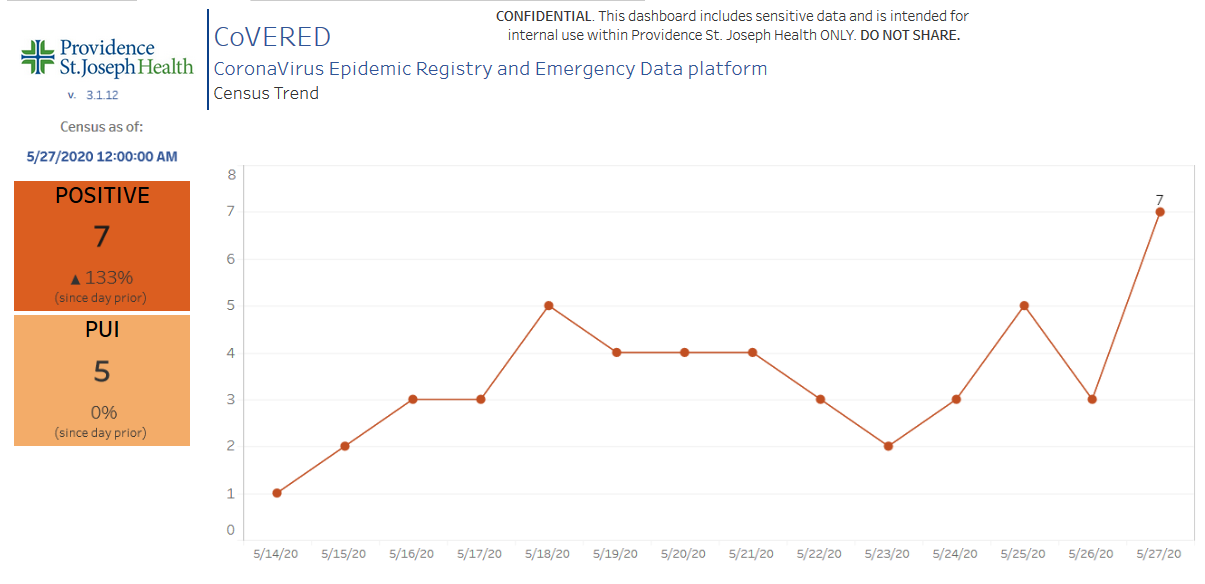 Providence
St.Joseph Health
v. 3.1.12
Census as of:
5/27/2020 12:00:00 AM
POSITIVE
7
▲ 133%
(since day prior)
PUI
5
0%
(since day prior)
CoVERED
CONFIDENTIAL. This dashboard includes sensitive data and is intended for
internal use within Providence St. Joseph Health ONLY. DO NOT SHARE.
CoronaVirus Epidemic Registry and Emergency Data platform
Census Trend
8
7
6
5
4
3
2
1
0
7
5/14/20 5/15/20 5/16/20 5/17/20 5/18/20 5/19/20 5/20/20 5/21/20 5/22/20 5/23/20 5/24/20 5/25/20 5/26/20 5/27/20